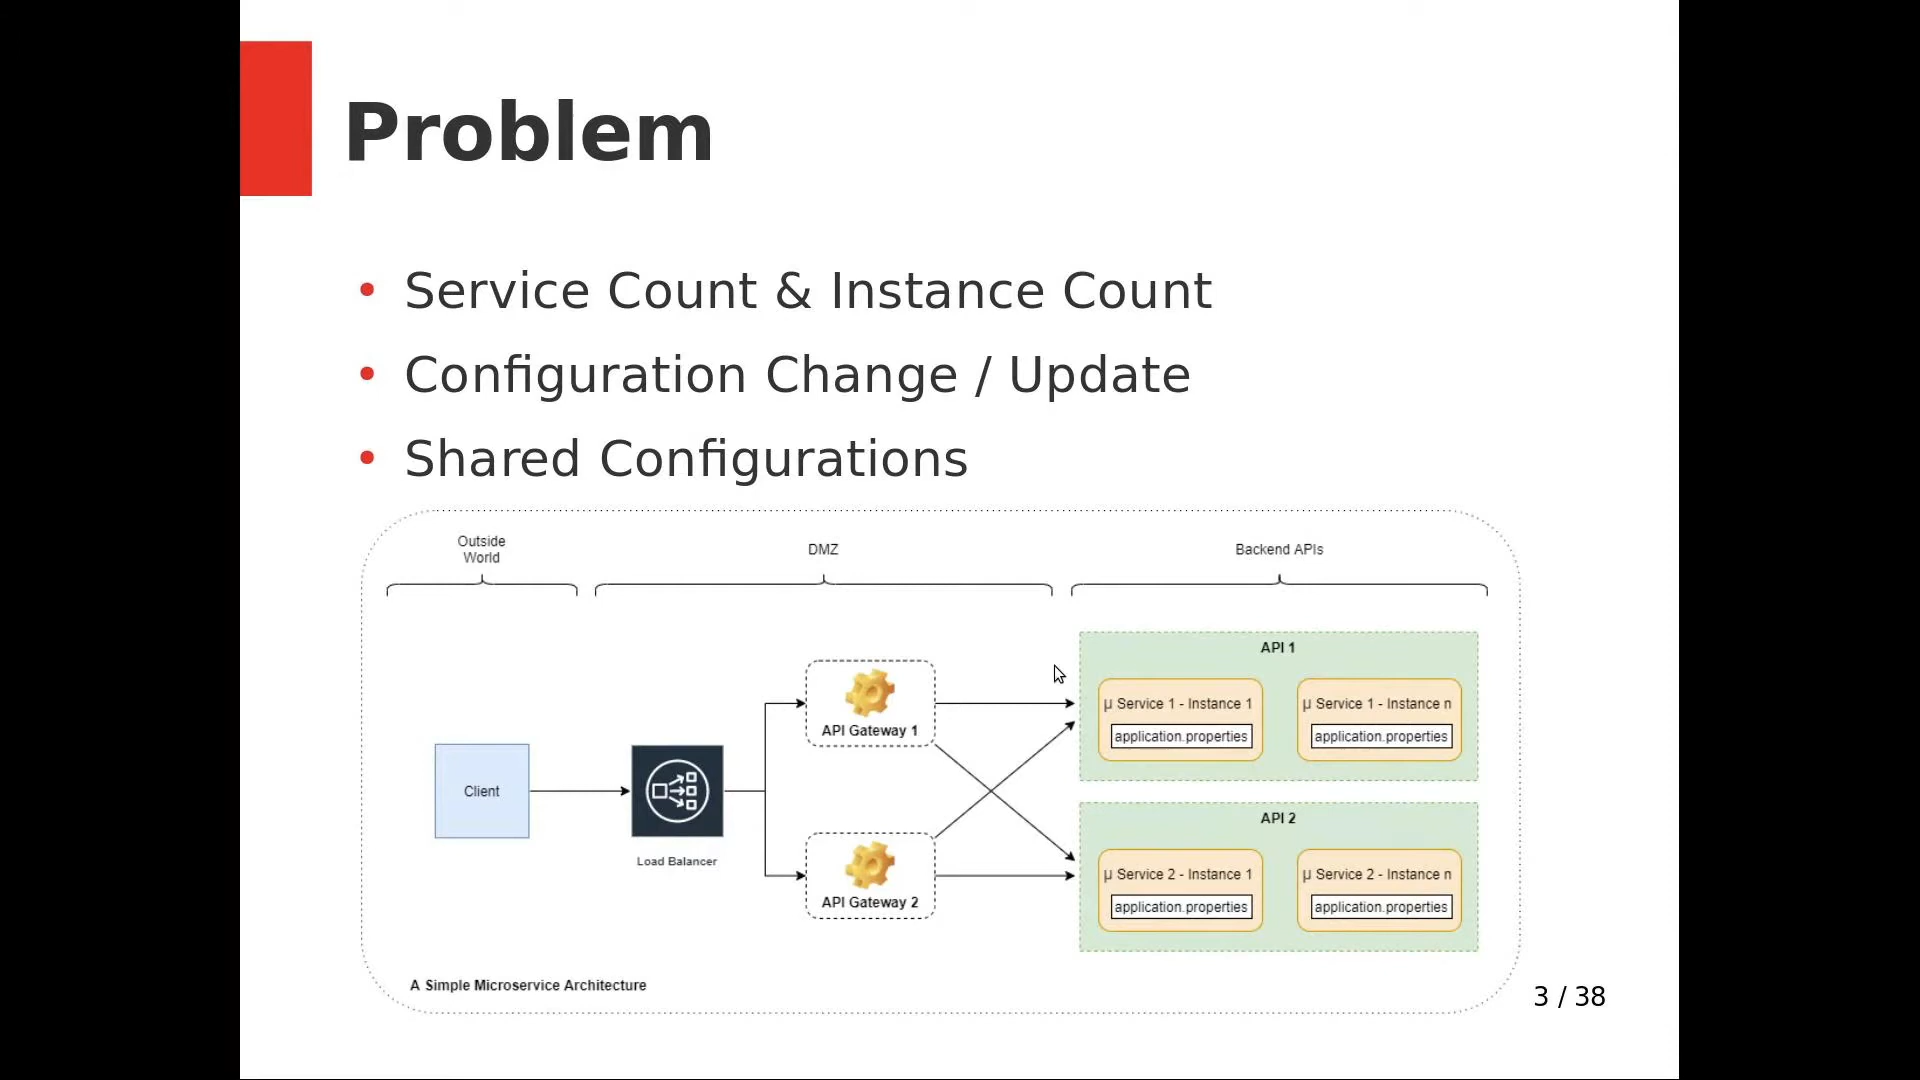 Problem
• Service Count & Instance Count
• Configuration Change / Update
• Shared Configurations
Outside
World
DMZ
Backend APIs
API 1
µ Service 1 - Instance 1
application.properties
µ Service 1 - Instance n
application.properties
API Gateway 1
Client
Load Balancer
API Gateway 2
API 2
µ Service 2 - Instance 1
application.properties
µ Service 2 - Instance n
application.properties
A Simple Microservice Architecture
3 / 38